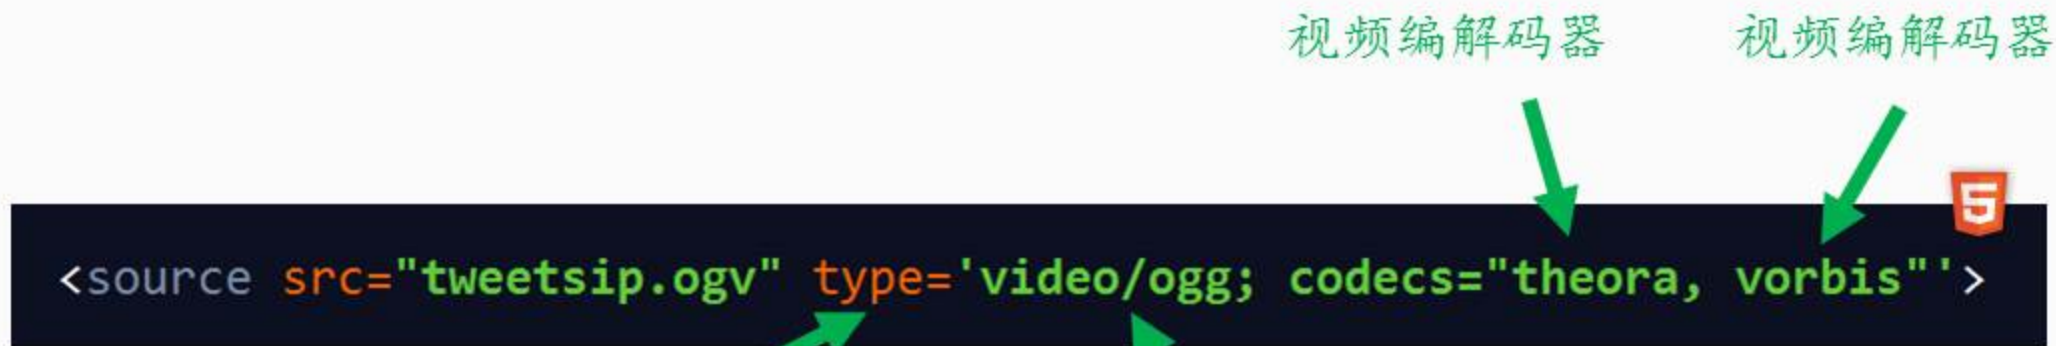 视频编解码器 视频编解码器
5
<source src="tweetsip.ogv" type='video/ogg; codecs="theora, vorbis"'>